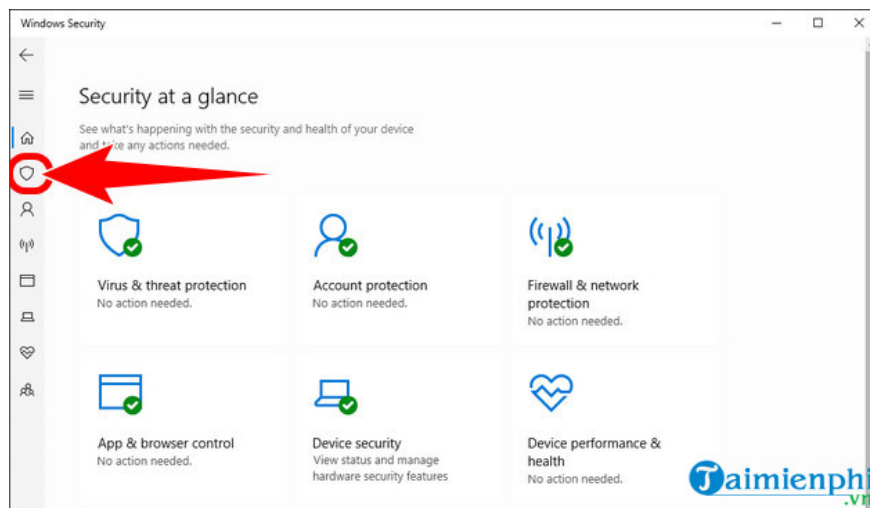 Windows Security
Security at a glance
See what's happening with the security and health of your device
and take any actions needed.
Virus & threat protection
No action needed.
Account protection
No action needed.
Firewall & network
protection
No action needed.
App & browser control
No action needed.
Device security
View status and manage
hardware security features
Device performance &
health
No action needed.
Taimienphi
.vn